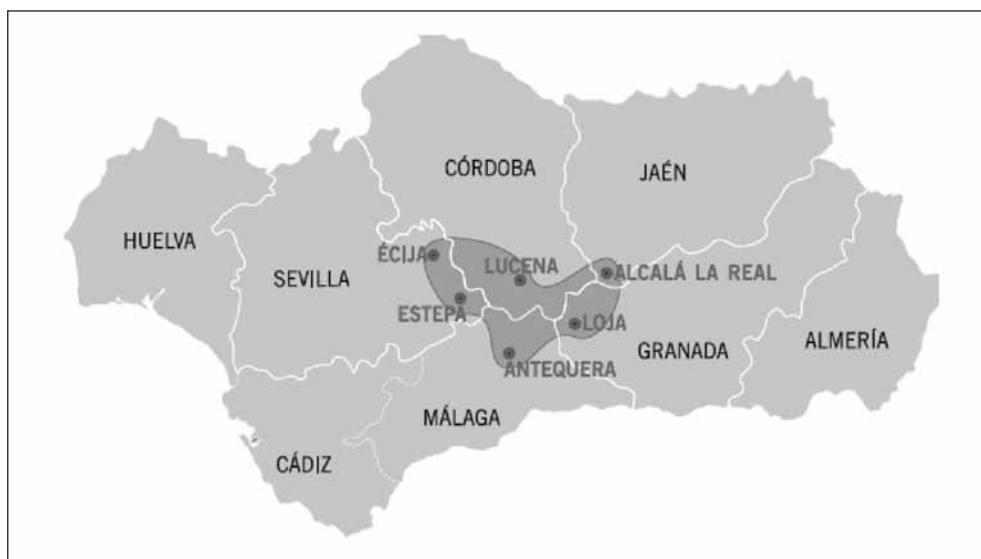 CÓRDOBA
JAÉN
HUELVA
ÉCIJA
SEVILLA
LUCENA
ALCALÁ LA REAL
ESTEPA
LOJA
GRANADA
ALMERÍA
ANTEQUERA
MÁLAGA
CÁDIZ